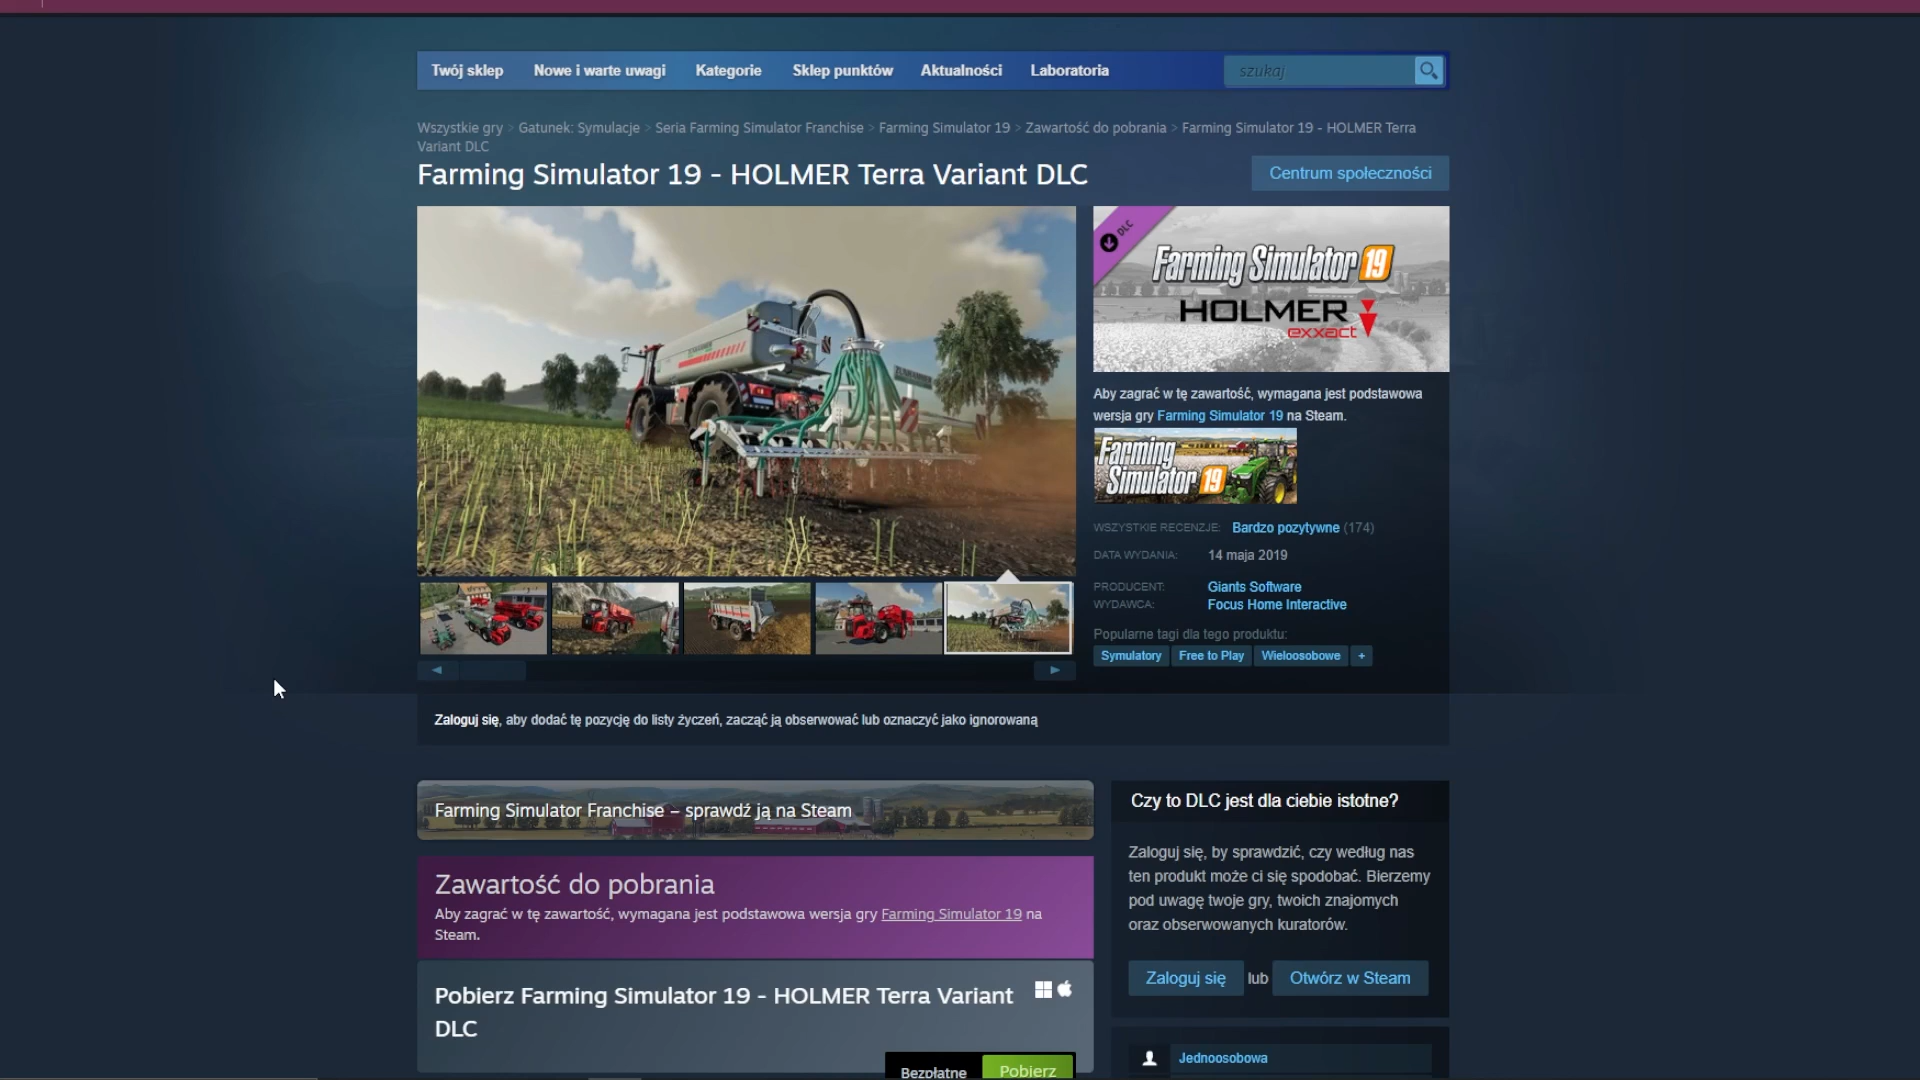 Twój sklep Nowe i warte uwagi Kategorie Sklep punktów Aktualności Laboratoria szukaj
Wszystkie gry > Gatunek: Symulacje > Seria Farming Simulator Franchise > Farming Simulator 19 > Zawartość do pobrania > Farming Simulator 19 - HOLMER Terra
Variant DLC
Farming Simulator 19 - HOLMER Terra Variant DLC
Centrum społeczności
DLC
Farming Simulator 19
HOLMER
exxact
Aby zagrać w tę zawartość, wymagana jest podstawowa
wersja gry Farming Simulator 19 na Steam.
Farming
Simulator 19
WSZYSTKIE RECENZJE: Bardzo pozytywne (174)
DATA WYDANIA: 14 maja 2019
PRODUCENT: Giants Software
WYDAWCA: Focus Home Interactive
Popularne tagi dla tego produktu:
Symulatory Free to Play Wieloosobowe +
Zaloguj się, aby dodać tę pozycję do listy życzeń, zacząć ją obserwować lub oznaczyć jako ignorowaną
Farming Simulator Franchise – sprawdź ją na Steam
Zawartość do pobrania
Aby zagrać w tę zawartość, wymagana jest podstawowa wersja gry Farming Simulator 19 na
Steam.
Pobierz Farming Simulator 19 - HOLMER Terra Variant
DLC
Bezpłatne Pobierz
Czy to DLC jest dla ciebie istotne?
Zaloguj się, by sprawdzić, czy według nas
ten produkt może ci się spodobać. Bierzemy
pod uwagę twoje gry, twoich znajomych
oraz obserwowanych kuratorów.
Zaloguj się lub Otwórz w Steam
Jednoosobowa